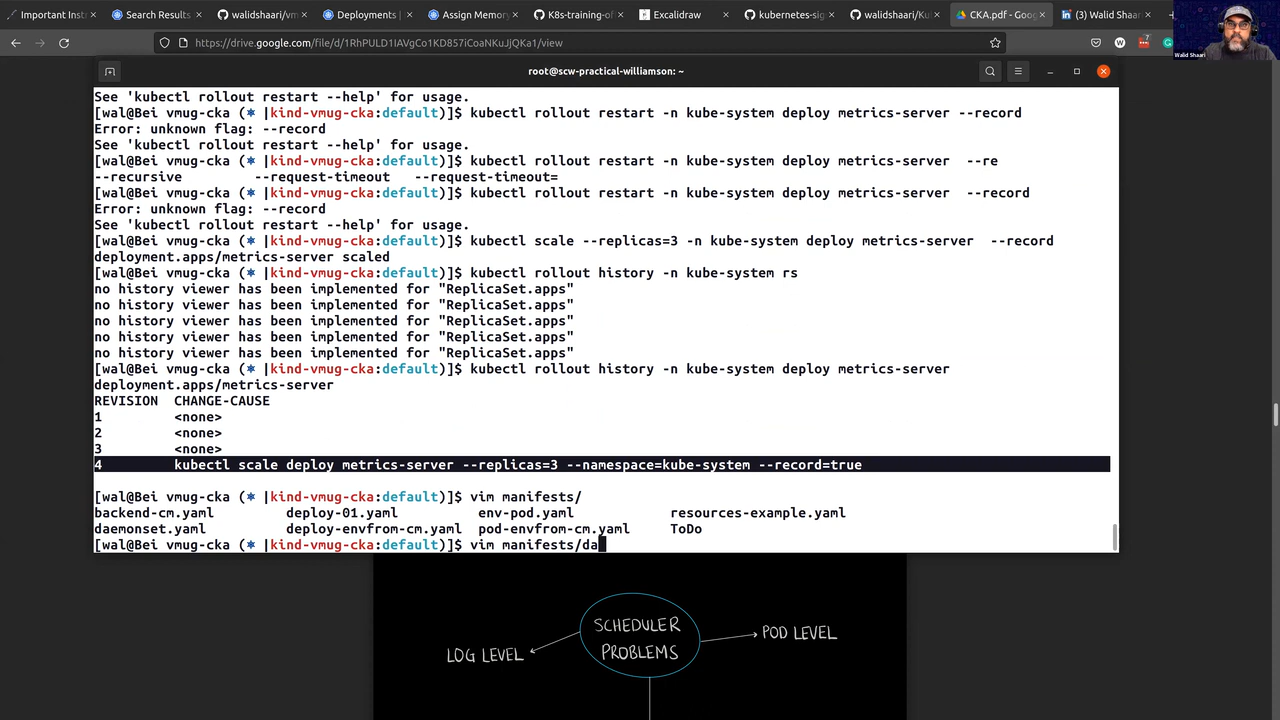 Important Inst
Search Results
walidshaari/vm
Deployments |
Assign Memory
K8s-training-of
Excalidraw
kubernetes-sig
walidshaari/Ku
CKA.pdf - Goog
(3) Walid Shaar
https://drive.google.com/file/d/1RhPULD1IAVgCo1KD857iCoaNKuJjQKa1/view
Walid Shaari
root@scw-practical-williamson: ~
See 'kubectl rollout restart --help' for usage.
[wal@Bei vmug-cka (⎈ |kind-vmug-cka:default)]$ kubectl rollout restart -n kube-system deploy metrics-server --record
Error: unknown flag: --record
See 'kubectl rollout restart --help' for usage.
[wal@Bei vmug-cka (⎈ |kind-vmug-cka:default)]$ kubectl rollout restart -n kube-system deploy metrics-server  --re
--recursive         --request-timeout   --request-timeout=
[wal@Bei vmug-cka (⎈ |kind-vmug-cka:default)]$ kubectl rollout restart -n kube-system deploy metrics-server  --record
Error: unknown flag: --record
See 'kubectl rollout restart --help' for usage.
[wal@Bei vmug-cka (⎈ |kind-vmug-cka:default)]$ kubectl scale --replicas=3 -n kube-system deploy metrics-server  --record
deployment.apps/metrics-server scaled
[wal@Bei vmug-cka (⎈ |kind-vmug-cka:default)]$ kubectl rollout history -n kube-system rs
no history viewer has been implemented for "ReplicaSet.apps"
no history viewer has been implemented for "ReplicaSet.apps"
no history viewer has been implemented for "ReplicaSet.apps"
no history viewer has been implemented for "ReplicaSet.apps"
no history viewer has been implemented for "ReplicaSet.apps"
[wal@Bei vmug-cka (⎈ |kind-vmug-cka:default)]$ kubectl rollout history -n kube-system deploy metrics-server
deployment.apps/metrics-server
REVISION  CHANGE-CAUSE
1         <none>
2         <none>
3         <none>
4         kubectl scale deploy metrics-server --replicas=3 --namespace=kube-system --record=true
[wal@Bei vmug-cka (⎈ |kind-vmug-cka:default)]$ vim manifests/
backend-cm.yaml         deploy-01.yaml          env-pod.yaml            resources-example.yaml
daemonset.yaml          deploy-envfrom-cm.yaml  pod-envfrom-cm.yaml     ToDo
[wal@Bei vmug-cka (⎈ |kind-vmug-cka:default)]$ vim manifests/da
SCHEDULER
PROBLEMS
POD LEVEL
LOG LEVEL